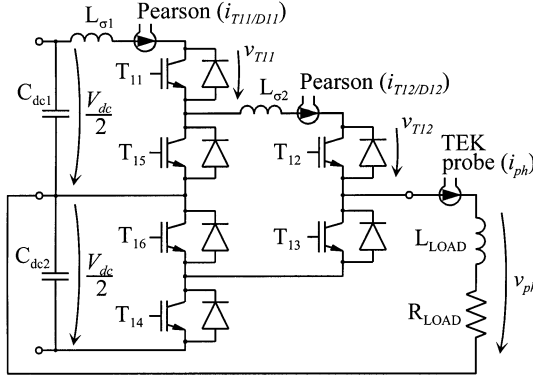 Lσ1
Pearson (iT11/D11)
T11
vT11
Lσ2
Pearson (iT12/D12)
Cdc1
Vdc
2
T15
T12
vT12
TEK
probe (iph)
T16
T13
LLOAD
Cdc2
Vdc
2
T14
RLOAD
vph